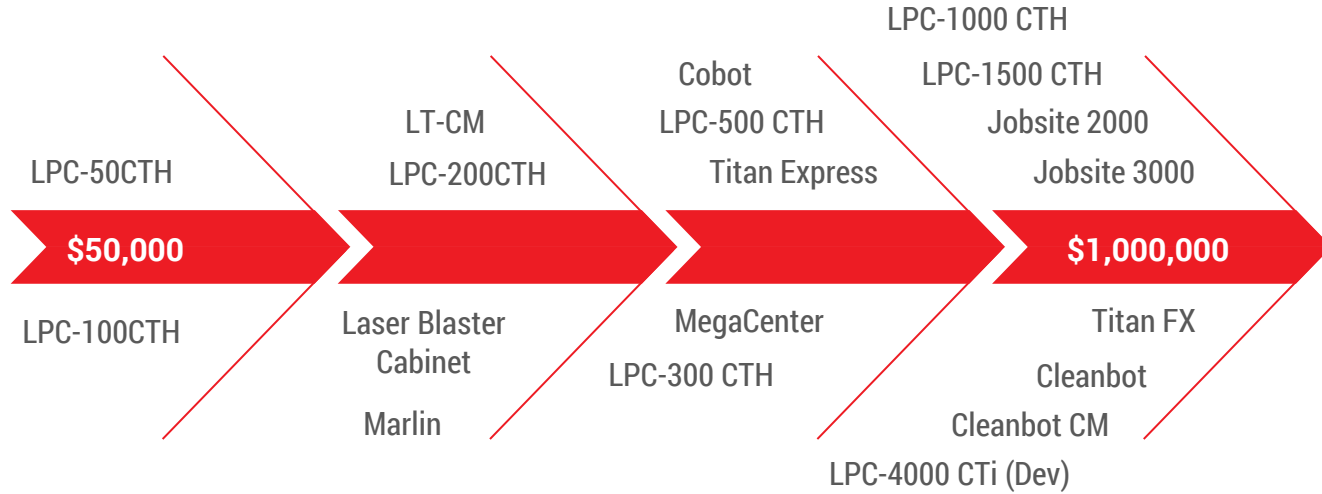 LPC-1000 CTH
Cobot
LPC-1500 CTH
LT-CM
LPC-500 CTH
Jobsite 2000
LPC-50CTH
LPC-200CTH
Titan Express
Jobsite 3000
$50,000
$1,000,000
LPC-100CTH
Laser Blaster
Cabinet
MegaCenter
Titan FX
LPC-300 CTH
Cleanbot
Marlin
Cleanbot CM
LPC-4000 CTi (Dev)